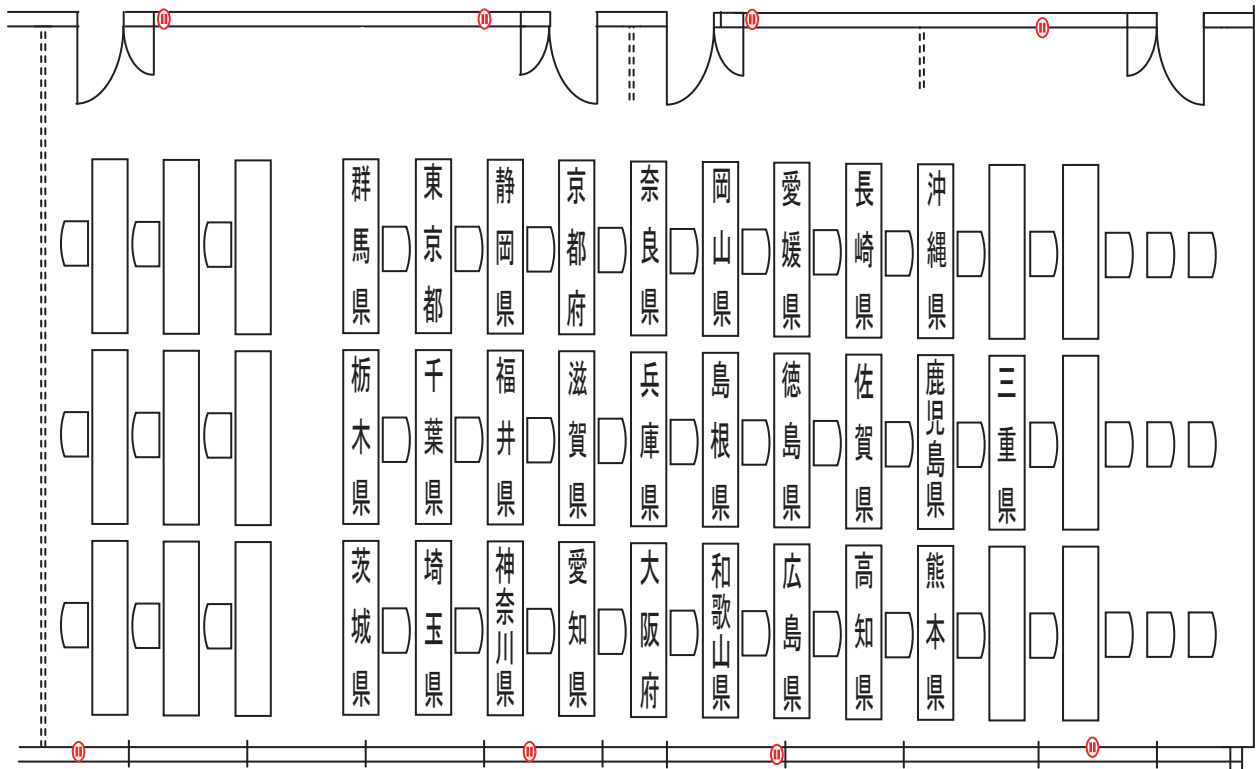 群馬県
東京都
静岡県
京都府
奈良県
岡山県
愛媛県
長崎県
沖縄県
栃木県
千葉県
福井県
滋賀県
兵庫県
島根県
徳島県
佐賀県
鹿児島県
三重県
茨城県
埼玉県
神奈川県
愛知県
大阪府
和歌山県
広島県
高知県
熊本県